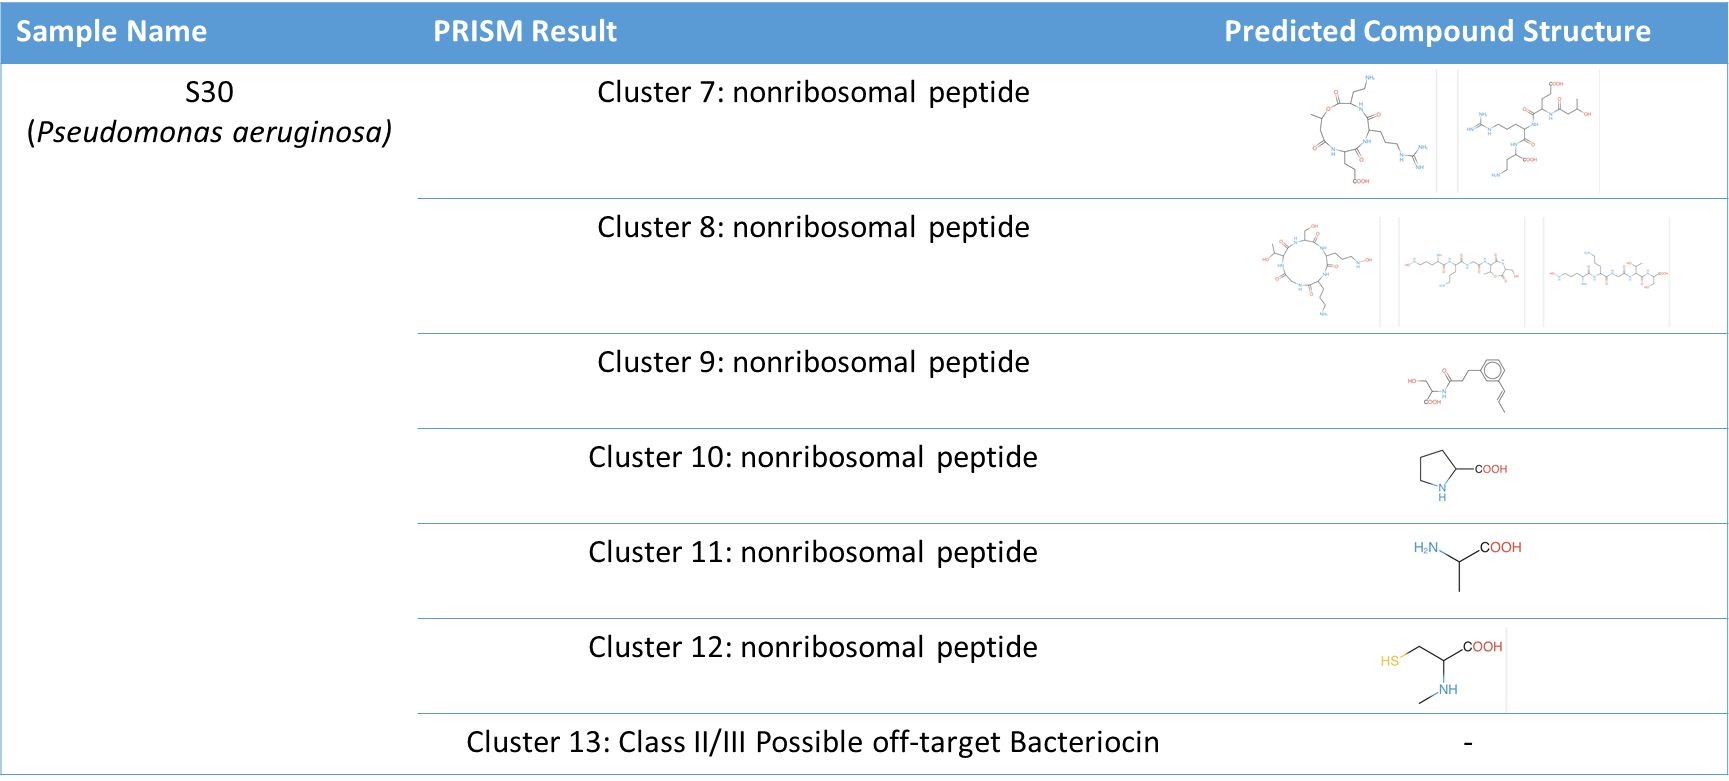 Sample Name PRISM Result Predicted Compound Structure
S30 Cluster 7: nonribosomal peptide
(Pseudomonas aeruginosa)
Cluster 8: nonribosomal peptide
Cluster 9: nonribosomal peptide
HO O COOH N H
Cluster 10: nonribosomal peptide
COOH
N
H
Cluster 11: nonribosomal peptide
H₂N COOH
Cluster 12: nonribosomal peptide
HS COOH
NH
Cluster 13: Class II/III Possible off-target Bacteriocin -